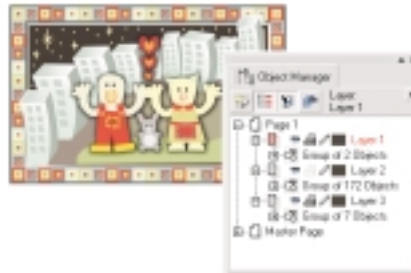 Object Manager
Layer:
Layer 1
Page 1
Layer 1
Group of 2 Objects
Layer 2
Group of 172 Objects
Layer 3
Group of 7 Objects
Master Page